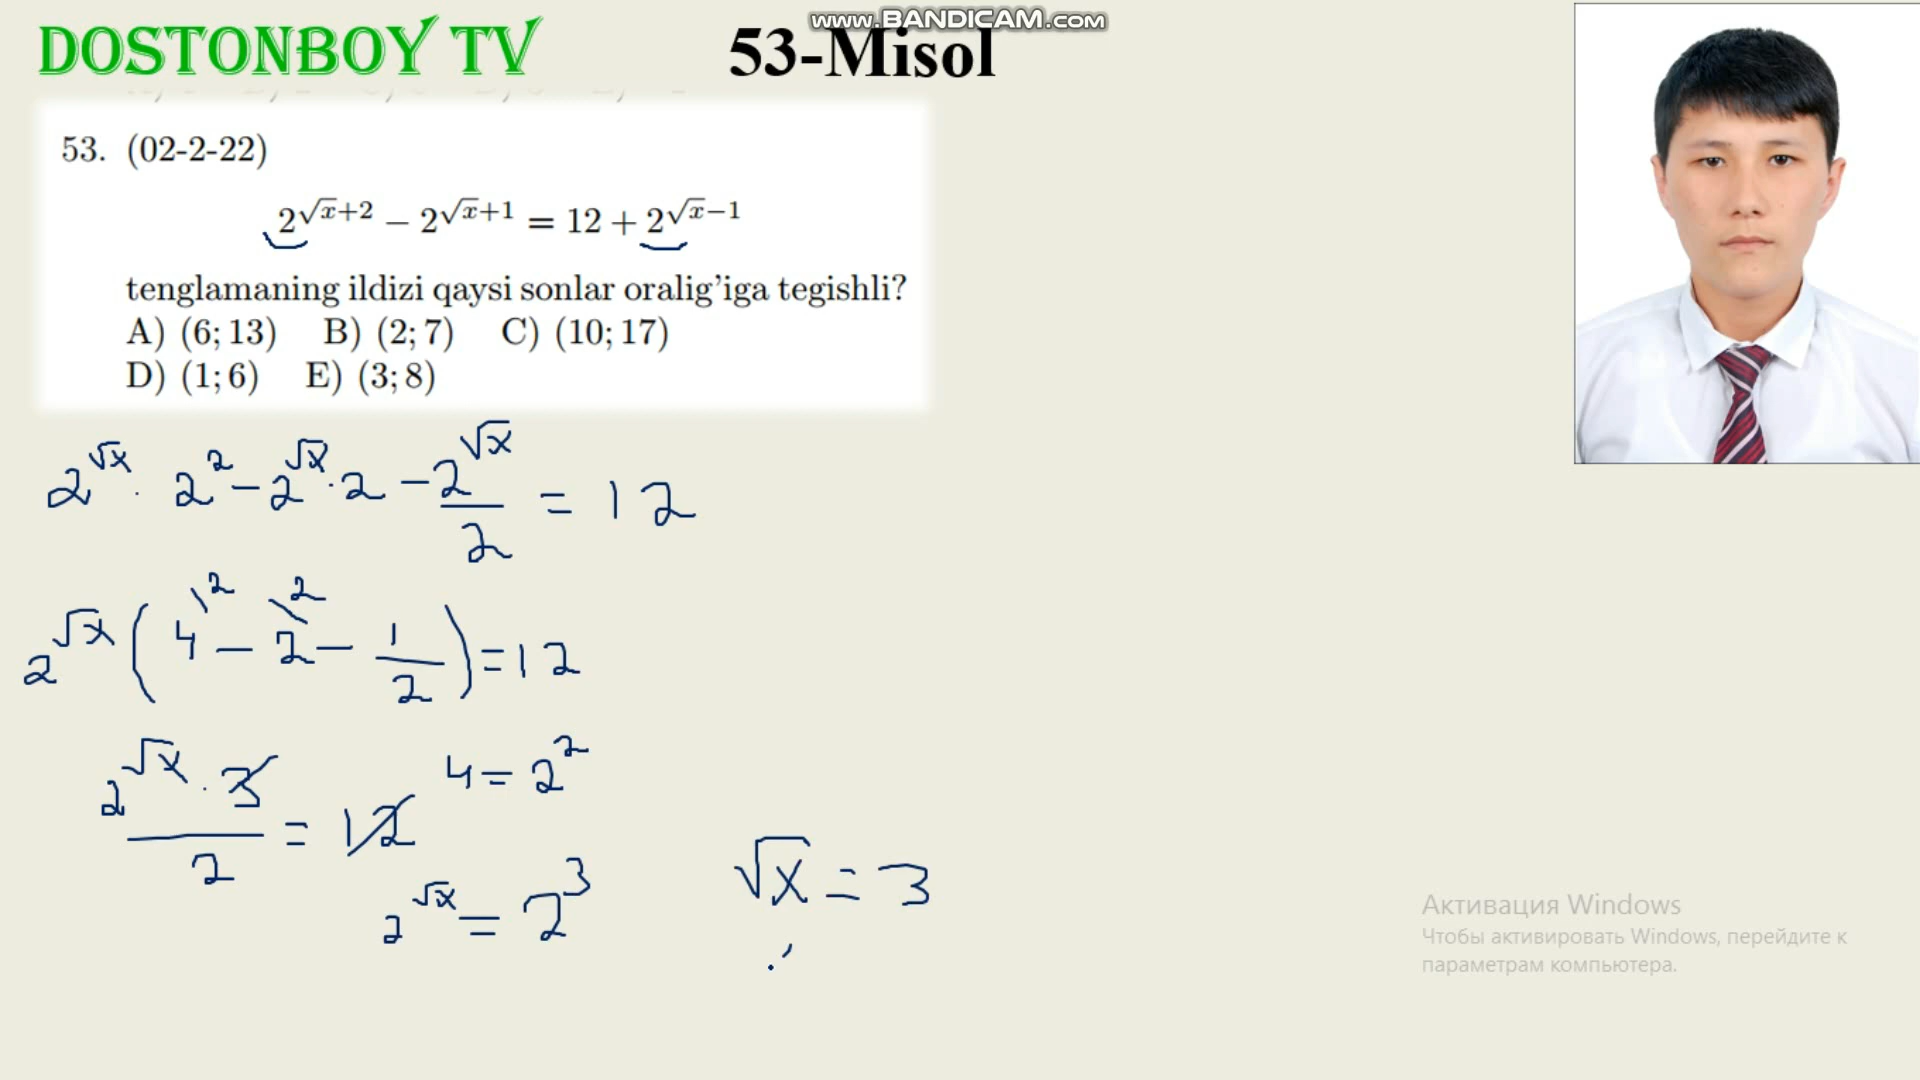 www.BANDICAM.com
DOSTONBOY TV
53-Misol
53. (02-2-22)
2^{√x+2} − 2^{√x+1} = 12 + 2^{√x−1}
tenglamaning ildizi qaysi sonlar oralig’iga tegishli?
A) (6; 13) B) (2; 7) C) (10; 17)
D) (1; 6) E) (3; 8)
2^{√x} · 2^2 − 2^{√x} · 2 − 2^{√x}/2 = 12
2^{√x} (4^{\2} − 2^{\2} − 1/2) = 12
2^{√x} · 3 / 2 = 12
4 = 2^2
2^{√x} = 2^3
√x = 3
Активация Windows
Чтобы активировать Windows, перейдите к
параметрам компьютера.